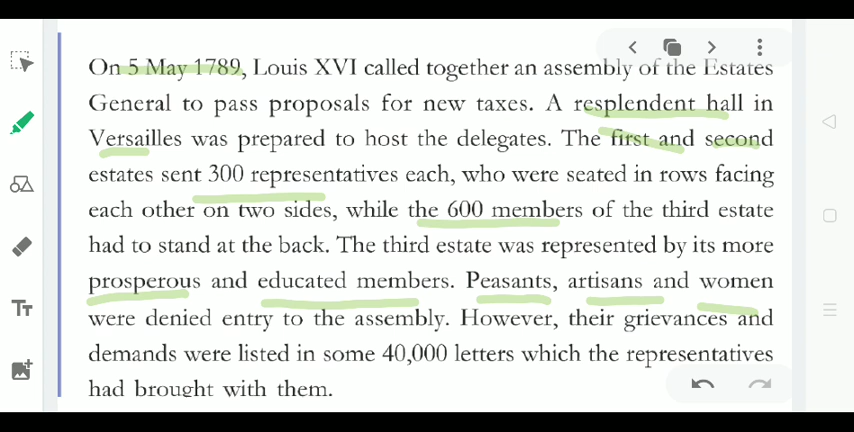 On 5 May 1789, Louis XVI called together an assembly of the Estates
General to pass proposals for new taxes. A resplendent hall in
Versailles was prepared to host the delegates. The first and second
estates sent 300 representatives each, who were seated in rows facing
each other on two sides, while the 600 members of the third estate
had to stand at the back. The third estate was represented by its more
prosperous and educated members. Peasants, artisans and women
were denied entry to the assembly. However, their grievances and
demands were listed in some 40,000 letters which the representatives
had brought with them.
TT